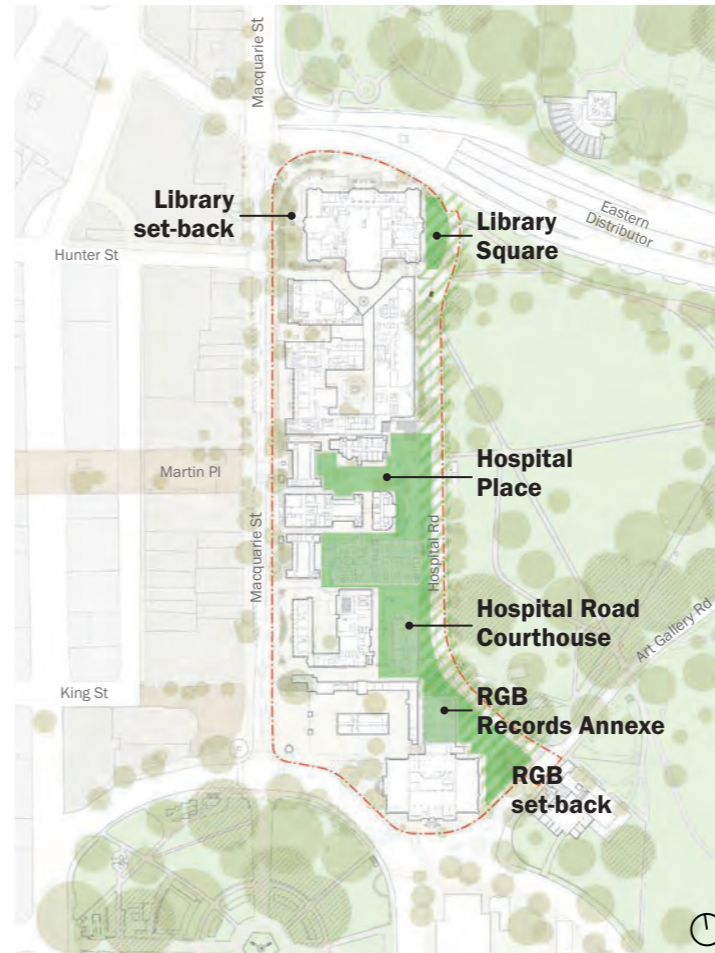 Macquarie St
Library
set-back
Library
Square
Eastern
Distributor
Hunter St
Hospital
Place
Martin Pl
Hospital Rd
Macquarie St
Hospital Road
Courthouse
Art Gallery Rd
King St
RGB
Records Annexe
RGB
set-back